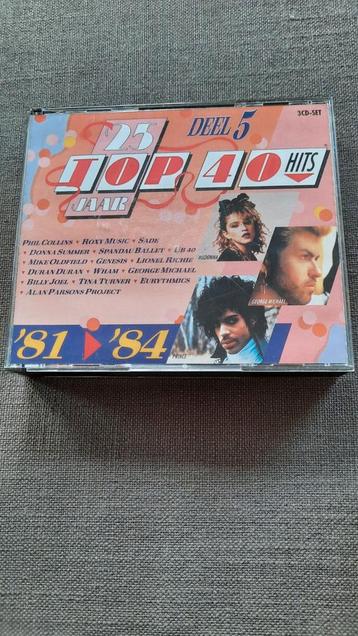 25 DEEL 5
3CD-SET
TOP 40 HITS
JAAR
PHIL COLLINS • ROXY MUSIC • SADE
• DONNA SUMMER • SPANDAU BALLET • UB 40
• MIKE OLDFIELD • GENESIS • LIONEL RICHIE
• DURAN DURAN • WHAM • GEORGE MICHAEL
• BILLY JOEL • TINA TURNER • EURYTHMICS
• ALAN PARSONS PROJECT
MADONNA
GEORGE MICHAEL
PRINCE
'81 '84